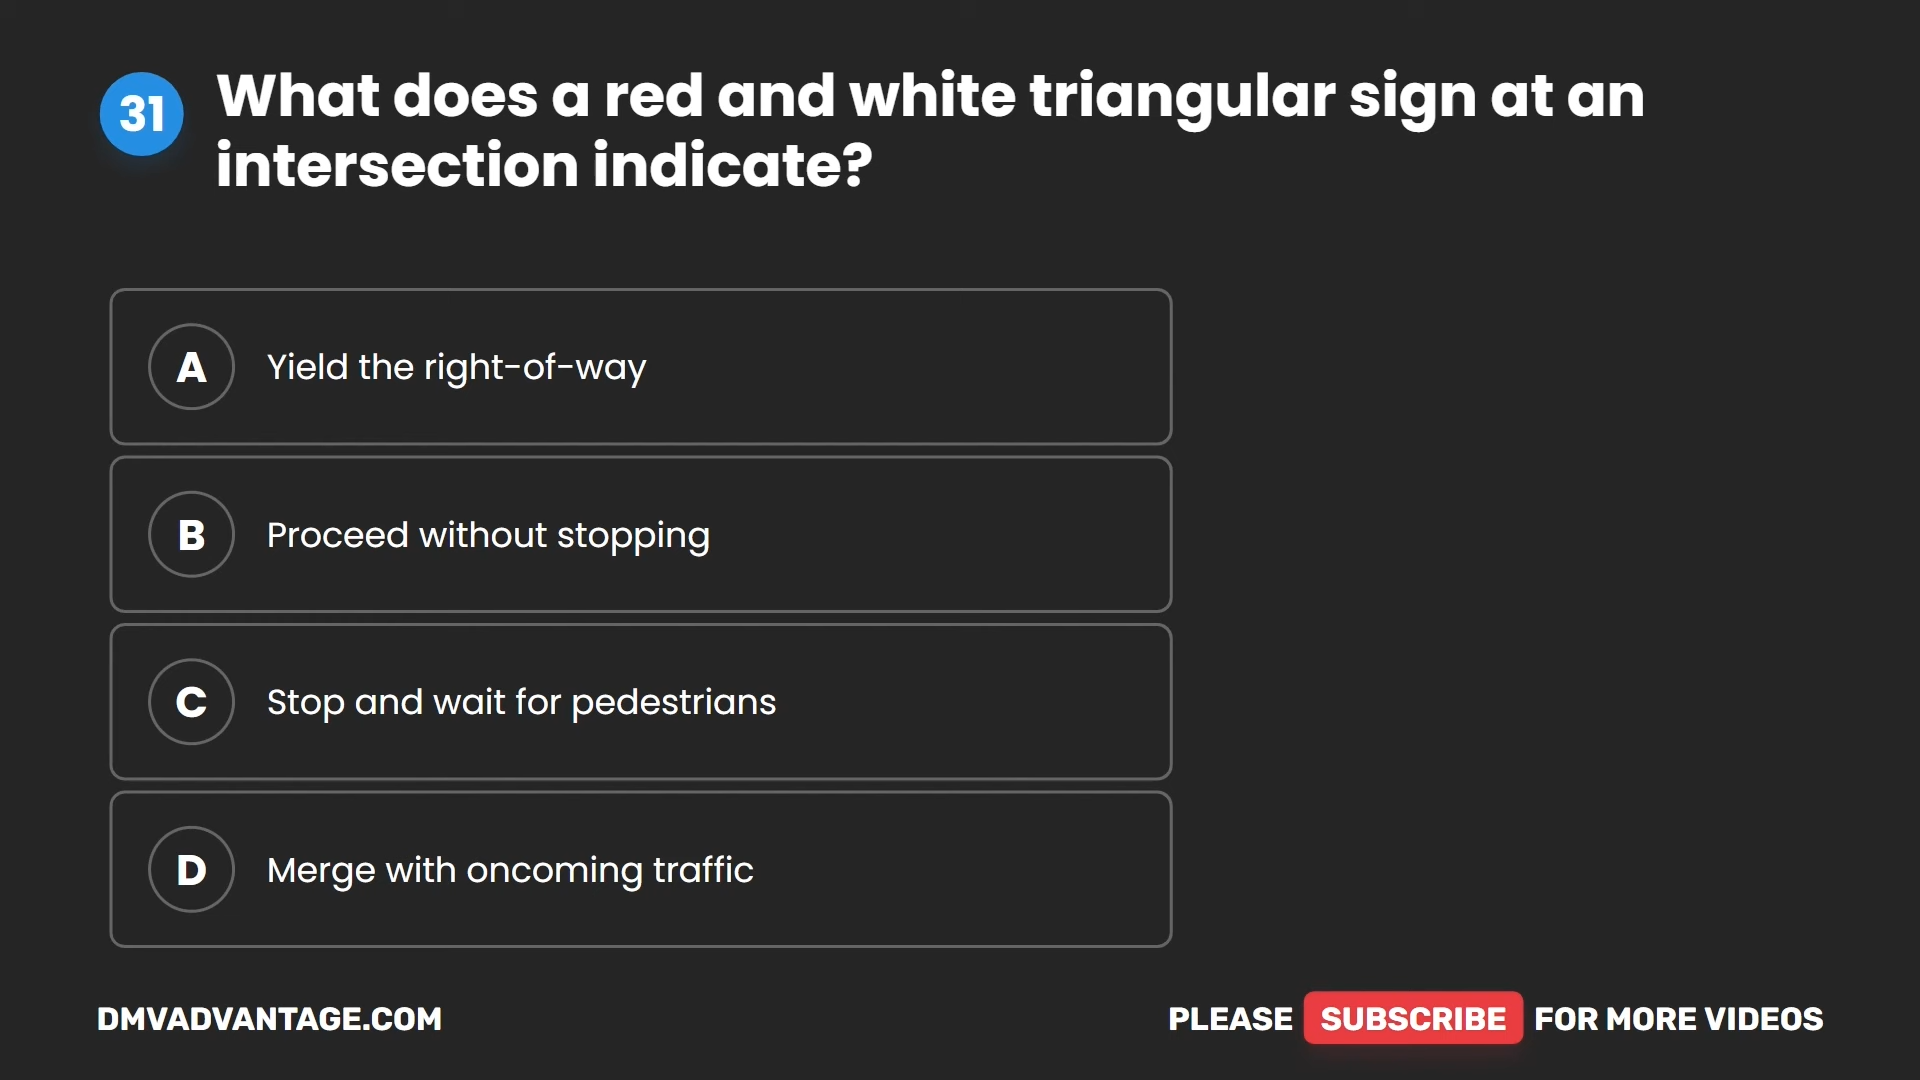 31
What does a red and white triangular sign at an
intersection indicate?
A
Yield the right-of-way
B
Proceed without stopping
C
Stop and wait for pedestrians
D
Merge with oncoming traffic
DMVADVANTAGE.COM
PLEASE SUBSCRIBE FOR MORE VIDEOS